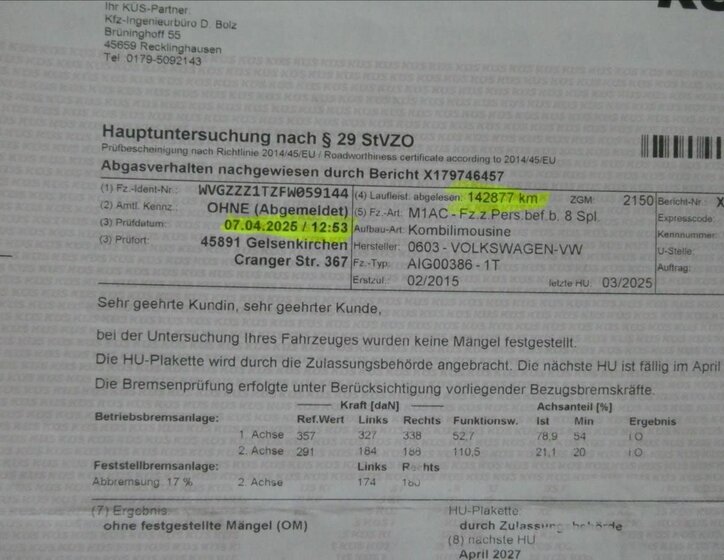 Ihr KÜS-Partner:
Kfz-Ingenieurbüro D. Bolz
Brüninghoff 55
45659 Recklinghausen
Tel 0179-5092143
KÜS
Hauptuntersuchung nach § 29 StVZO
Prüfbescheinigung nach Richtlinie 2014/45/EU / Roadworthiness certificate according to 2014/45/EU
Abgasverhalten nachgewiesen durch Bericht X179746457
(1) Fz.-Ident-Nr.: WVGZZZ1TZFW059144 (4) Laufleist. abgelesen: 142877 km ZGM: 2150 Bericht-Nr.: X
(2) Amtl. Kennz.: OHNE (Abgemeldet) (5) Fz.-Art: M1AC - Fz.z.Pers.bef.b. 8 Spl. Expresscode:
(3) Prüfdatum: 07.04.2025 / 12:53 Aufbau-Art: Kombilimousine Kennnummer:
(3) Prüfort: 45891 Gelsenkirchen Hersteller: 0603 - VOLKSWAGEN-VW U-Stelle:
Cranger Str. 367 Fz.-Typ: AIG00386 - 1T Auftrag:
Erstzul.: 02/2015 letzte HU: 03/2025
Sehr geehrte Kundin, sehr geehrter Kunde,
bei der Untersuchung Ihres Fahrzeuges wurden keine Mängel festgestellt.
Die HU-Plakette wird durch die Zulassungsbehörde angebracht. Die nächste HU ist fällig im April
Die Bremsenprüfung erfolgte unter Berücksichtigung vorliegender Bezugsbremskräfte.
Kraft [daN] Achsanteil [%]
Betriebsbremsanlage: Ref.Wert Links Rechts Funktionsw. Ist Min Ergebnis
1. Achse 357 327 338 52,7 78,9 54 I.O
2. Achse 291 184 186 110,5 21,1 20 I.O
Feststellbremsanlage: Links Rechts
Abbremsung 17 % 2. Achse 174 180
(7) Ergebnis: HU-Plakette:
ohne festgestellte Mängel (OM) durch Zulassungsbehörde
(8) nächste HU
April 2027